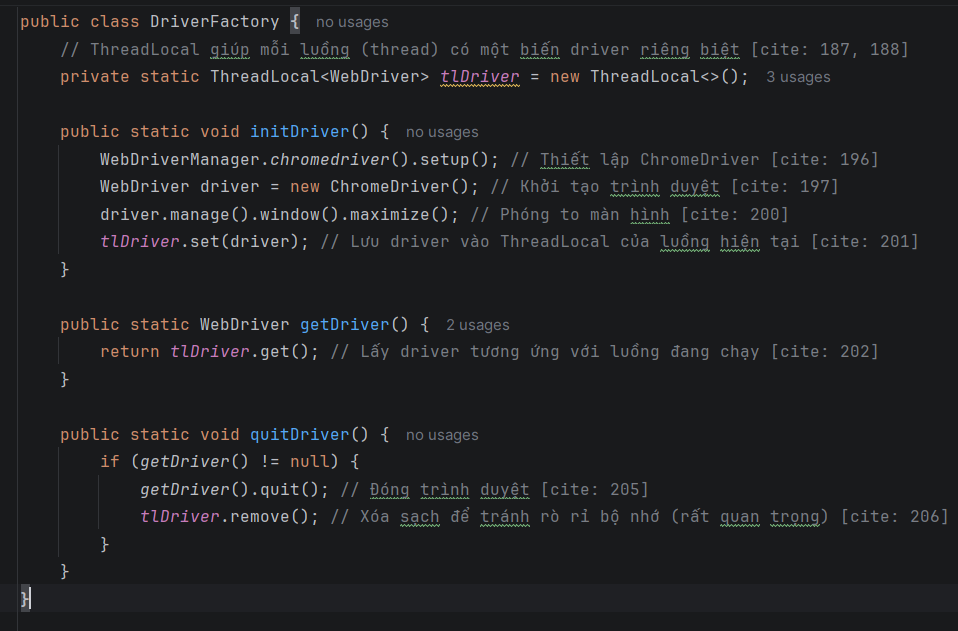 public class DriverFactory {  no usages
    // ThreadLocal giúp mỗi luồng (thread) có một biến driver riêng biệt [cite: 187, 188]
    private static ThreadLocal<WebDriver> tlDriver = new ThreadLocal<>();  3 usages

    public static void initDriver() {  no usages
        WebDriverManager.chromedriver().setup(); // Thiết lập ChromeDriver [cite: 196]
        WebDriver driver = new ChromeDriver(); // Khởi tạo trình duyệt [cite: 197]
        driver.manage().window().maximize(); // Phóng to màn hình [cite: 200]
        tlDriver.set(driver); // Lưu driver vào ThreadLocal của luồng hiện tại [cite: 201]
    }

    public static WebDriver getDriver() {  2 usages
        return tlDriver.get(); // Lấy driver tương ứng với luồng đang chạy [cite: 202]
    }

    public static void quitDriver() {  no usages
        if (getDriver() != null) {
            getDriver().quit(); // Đóng trình duyệt [cite: 205]
            tlDriver.remove(); // Xóa sạch để tránh rò rỉ bộ nhớ (rất quan trọng) [cite: 206]
        }
    }
}